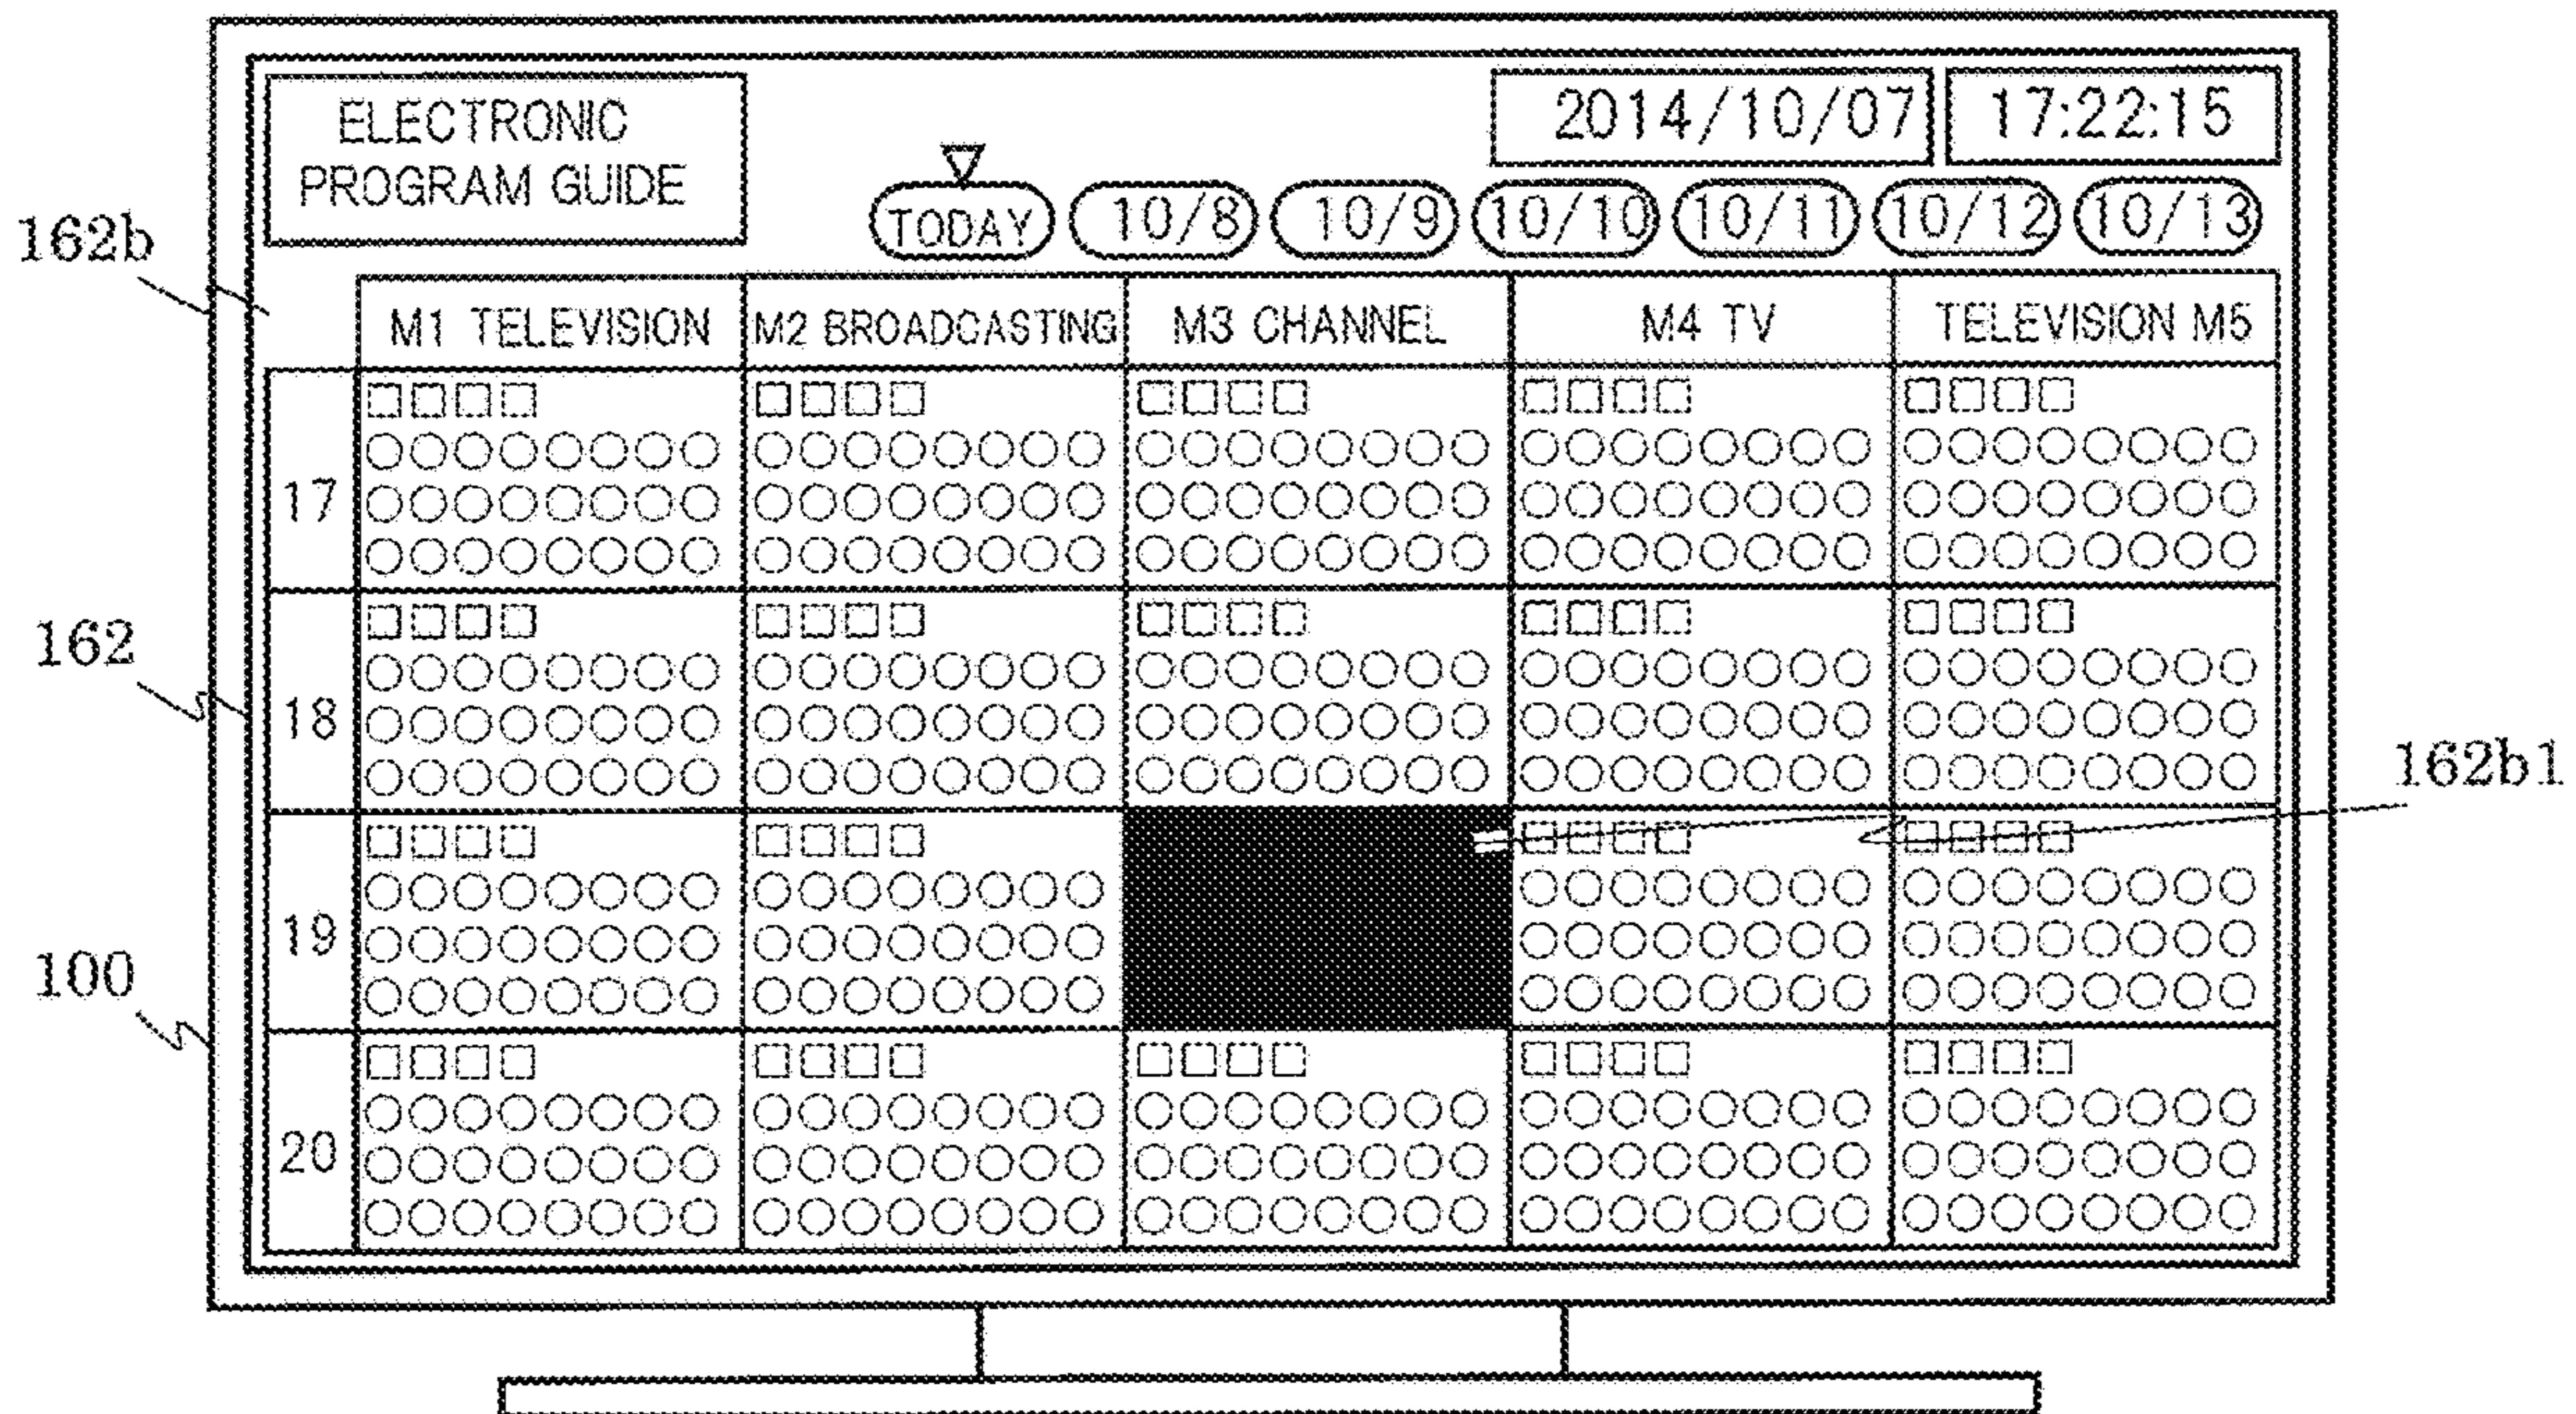 ELECTRONIC
PROGRAM GUIDE
2014/10/07 17:22:15
TODAY 10/8 10/9 10/10 10/11 10/12 10/13
162b
M1 TELEVISION M2 BROADCASTING M3 CHANNEL M4 TV TELEVISION M5
□□□□ □□□□ □□□□ □□□□ □□□□
○○○○○○○○ ○○○○○○○○ ○○○○○○○○ ○○○○○○○○ ○○○○○○○○
17 ○○○○○○○○ ○○○○○○○○ ○○○○○○○○ ○○○○○○○○ ○○○○○○○○
○○○○○○○○ ○○○○○○○○ ○○○○○○○○ ○○○○○○○○ ○○○○○○○○
□□□□ □□□□ □□□□ □□□□ □□□□
162
○○○○○○○○ ○○○○○○○○ ○○○○○○○○ ○○○○○○○○ ○○○○○○○○
18 ○○○○○○○○ ○○○○○○○○ ○○○○○○○○ ○○○○○○○○ ○○○○○○○○
○○○○○○○○ ○○○○○○○○ ○○○○○○○○ ○○○○○○○○ ○○○○○○○○
162b1
□□□□ □□□□ □□□□ □□□□
○○○○○○○○ ○○○○○○○○ ○○○○○○○○ ○○○○○○○○
19 ○○○○○○○○ ○○○○○○○○ ○○○○○○○○ ○○○○○○○○
100
○○○○○○○○ ○○○○○○○○ ○○○○○○○○ ○○○○○○○○
□□□□ □□□□ □□□□ □□□□ □□□□
○○○○○○○○ ○○○○○○○○ ○○○○○○○○ ○○○○○○○○ ○○○○○○○○
20 ○○○○○○○○ ○○○○○○○○ ○○○○○○○○ ○○○○○○○○ ○○○○○○○○
○○○○○○○○ ○○○○○○○○ ○○○○○○○○ ○○○○○○○○ ○○○○○○○○